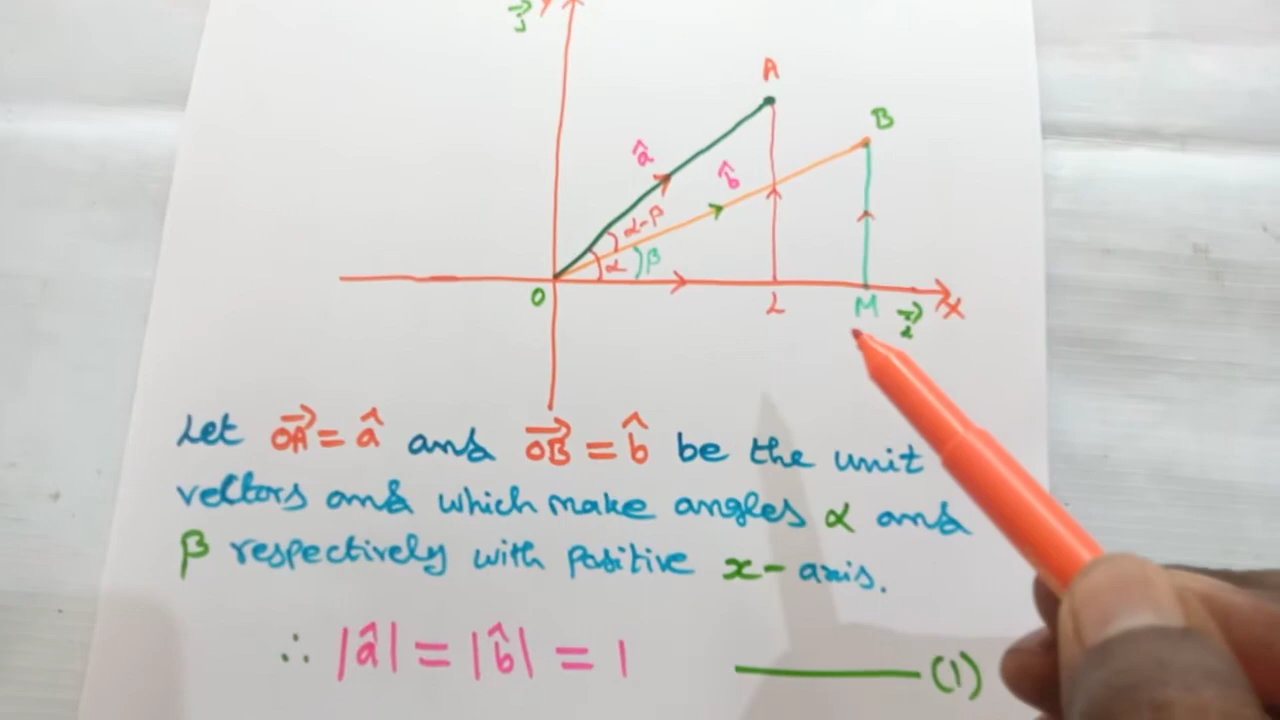 y
j⃗
A
B
â
b̂
α-β
α
β
O
L
M
i⃗
X
Let OA⃗ = â and OB⃗ = b̂ be the unit
vectors and which make angles α and
β respectively with positive x- axis.
∴ |â| = |b̂| = 1 ——— (1)